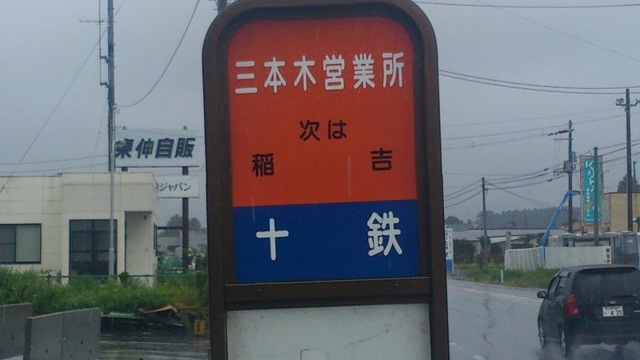 三本木営業所
次は
稲 吉
十 鉄
東伸自販
ジャパン